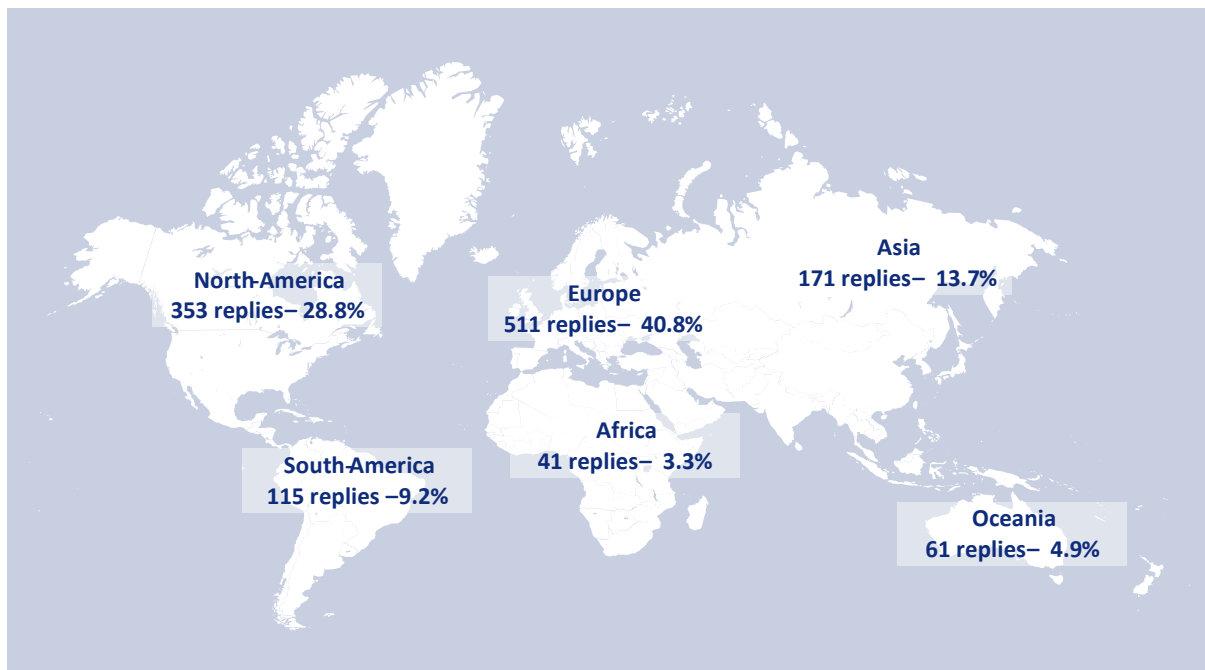 North-America
353 replies– 28.8%
Europe
511 replies– 40.8%
Asia
171 replies– 13.7%
South-America
115 replies –9.2%
Africa
41 replies– 3.3%
Oceania
61 replies– 4.9%